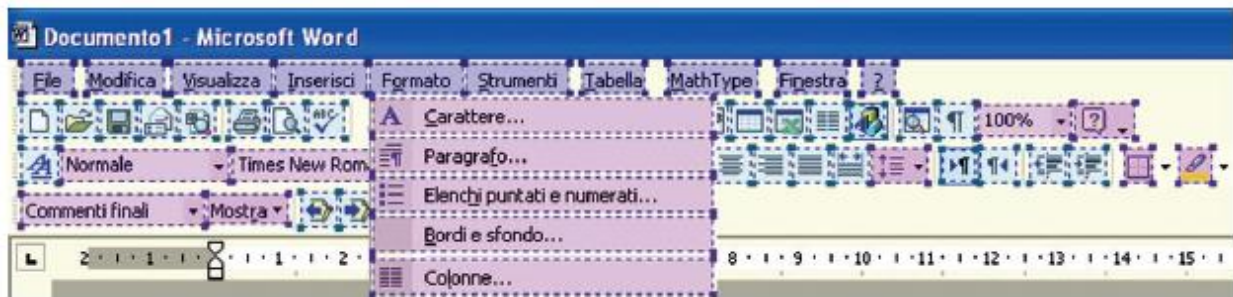 Documento1 - Microsoft Word
File Modifica Visualizza Inserisci Formato Strumenti Tabella MathType Finestra ?
ABC 100% ?
A Carattere...
Normale Times New Rom
Paragrafo...
Elenchi puntati e numerati...
Commenti finali Mostra
Bordi e sfondo...
2 1 1 2 8 9 10 11 12 13 14 15
Colonne...